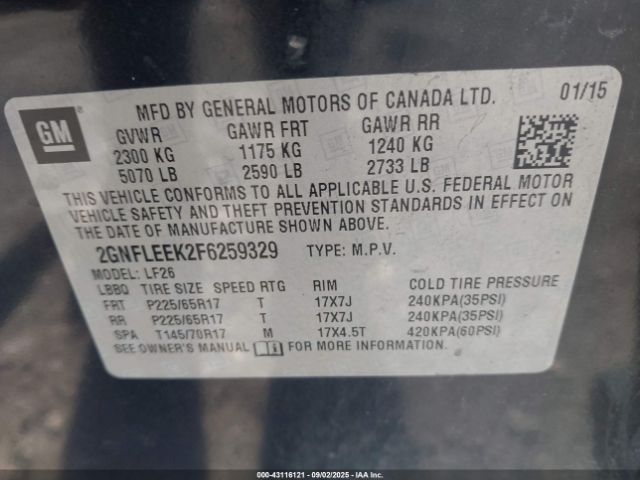 GM
MFD BY GENERAL MOTORS OF CANADA LTD. 01/15
GVWR GAWR FRT GAWR RR
2300 KG 1175 KG 1240 KG
5070 LB 2590 LB 2733 LB
THIS VEHICLE CONFORMS TO ALL APPLICABLE U.S. FEDERAL MOTOR
VEHICLE SAFETY AND THEFT PREVENTION STANDARDS IN EFFECT ON
THE DATE OF MANUFACTURE SHOWN ABOVE.
2GNFLEEK2F6259329 TYPE: M.P.V.
MODEL: LF26
LBBQ TIRE SIZE SPEED RTG RIM COLD TIRE PRESSURE
FRT P225/65R17 T 17X7J 240KPA(35PSI)
RR P225/65R17 T 17X7J 240KPA(35PSI)
SPA T145/70R17 M 17X4.5T 420KPA(60PSI)
SEE OWNER'S MANUAL FOR MORE INFORMATION.
000-43116121 - 09/02/2025 - IAA Inc.